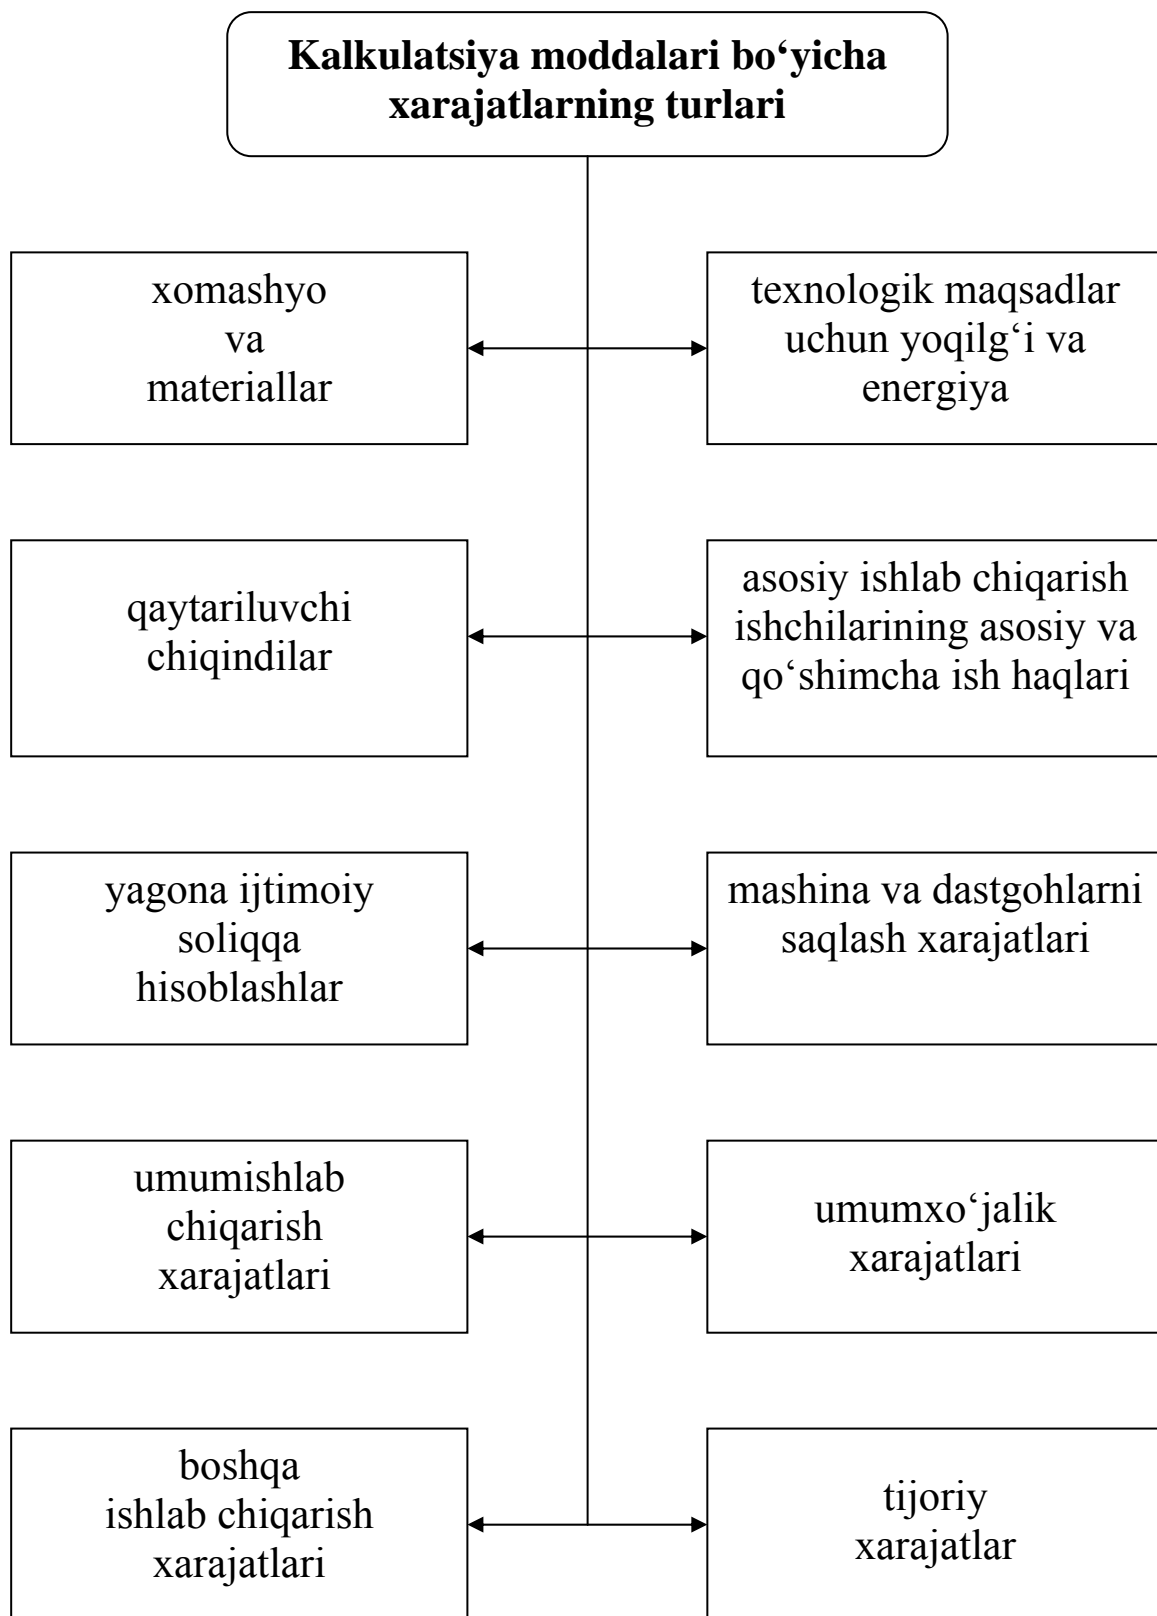 Kalkulatsiya moddalari bo‘yicha
xarajatlarning turlari
xomashyo
va
materiallar
texnologik maqsadlar
uchun yoqilg‘i va
energiya
qaytariluvchi
chiqindilar
asosiy ishlab chiqarish
ishchilarining asosiy va
qo‘shimcha ish haqlari
yagona ijtimoiy
soliqqa
hisoblashlar
mashina va dastgohlarni
saqlash xarajatlari
umumishlab
chiqarish
xarajatlari
umumxo‘jalik
xarajatlari
boshqa
ishlab chiqarish
xarajatlari
tijoriy
xarajatlar